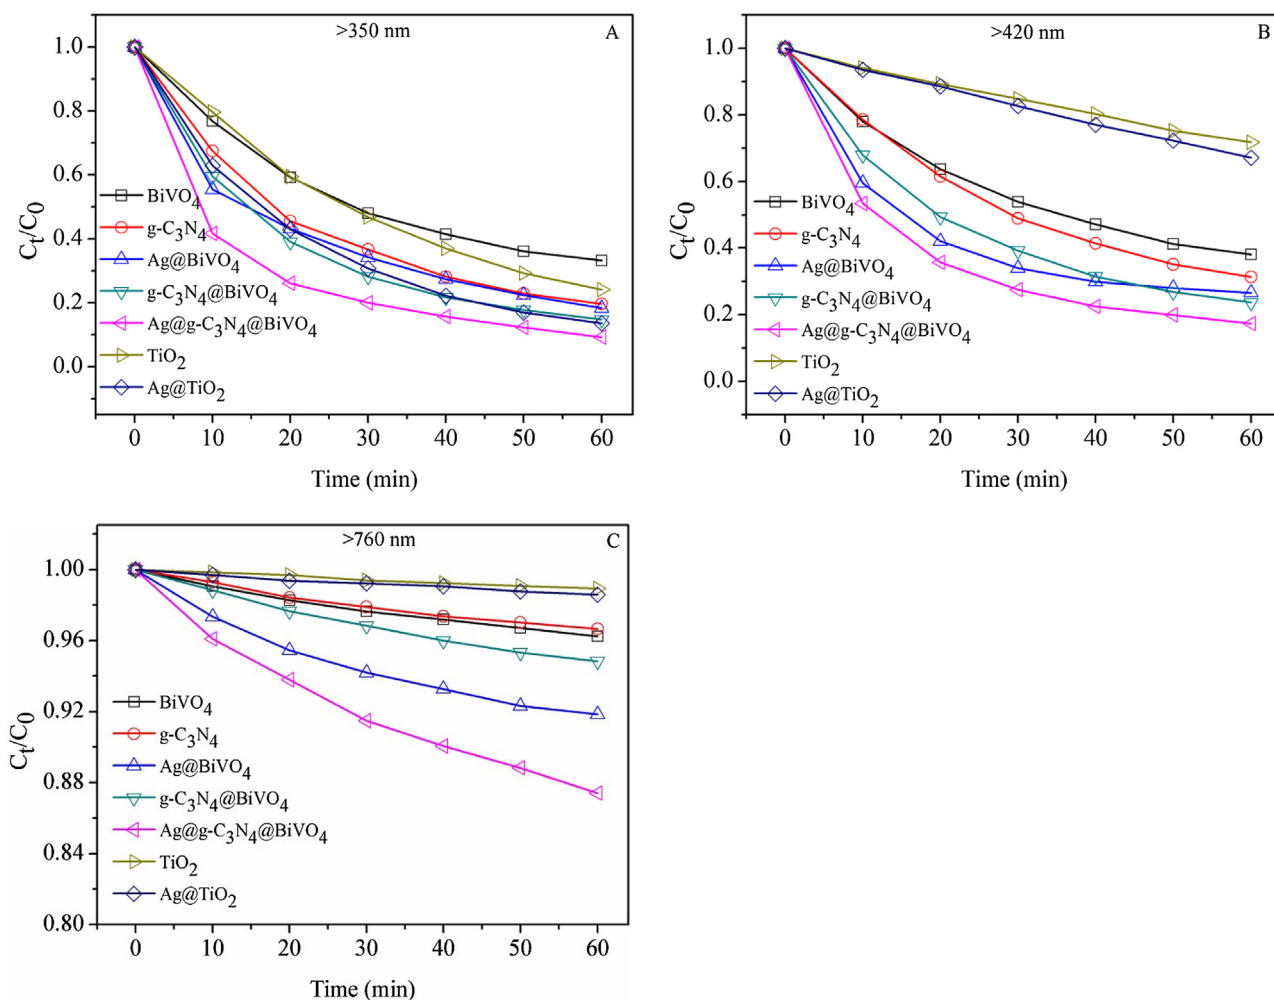 >350 nm
A
1.0
0.8
0.6
0.4
0.2
0.0
Ct/C0
BiVO4
g-C3N4
Ag@BiVO4
g-C3N4@BiVO4
Ag@g-C3N4@BiVO4
TiO2
Ag@TiO2
0 10 20 30 40 50 60
Time (min)
>420 nm
B
1.0
0.8
0.6
0.4
0.2
0.0
Ct/C0
BiVO4
g-C3N4
Ag@BiVO4
g-C3N4@BiVO4
Ag@g-C3N4@BiVO4
TiO2
Ag@TiO2
0 10 20 30 40 50 60
Time (min)
>760 nm
C
1.00
0.96
0.92
0.88
0.84
0.80
Ct/C0
BiVO4
g-C3N4
Ag@BiVO4
g-C3N4@BiVO4
Ag@g-C3N4@BiVO4
TiO2
Ag@TiO2
0 10 20 30 40 50 60
Time (min)